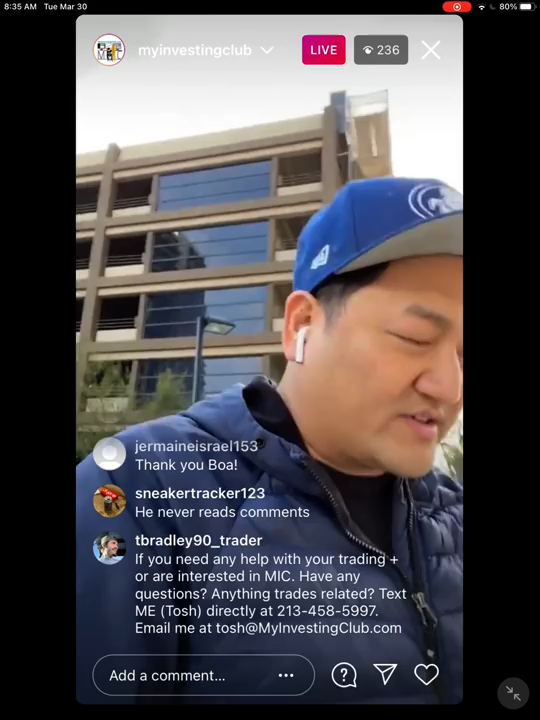 8:35 AM Tue Mar 30
80%
myinvestingclub
LIVE
236
jermaineisrael153
Thank you Boa!
sneakertracker123
He never reads comments
tbradley90_trader
If you need any help with your trading +
or are interested in MIC. Have any
questions? Anything trades related? Text
ME (Tosh) directly at 213-458-5997.
Email me at tosh@MyInvestingClub.com
Add a comment...